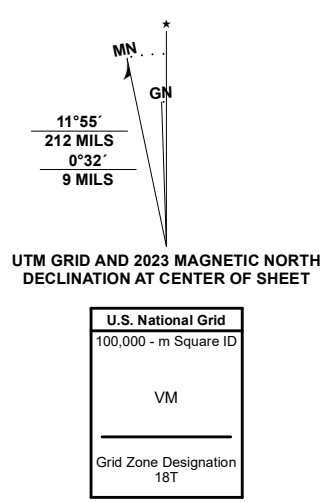 ★
MN
GN
11°55´
212 MILS
0°32´
9 MILS
UTM GRID AND 2023 MAGNETIC NORTH
DECLINATION AT CENTER OF SHEET
U.S. National Grid
100,000 - m Square ID
VM
Grid Zone Designation
18T